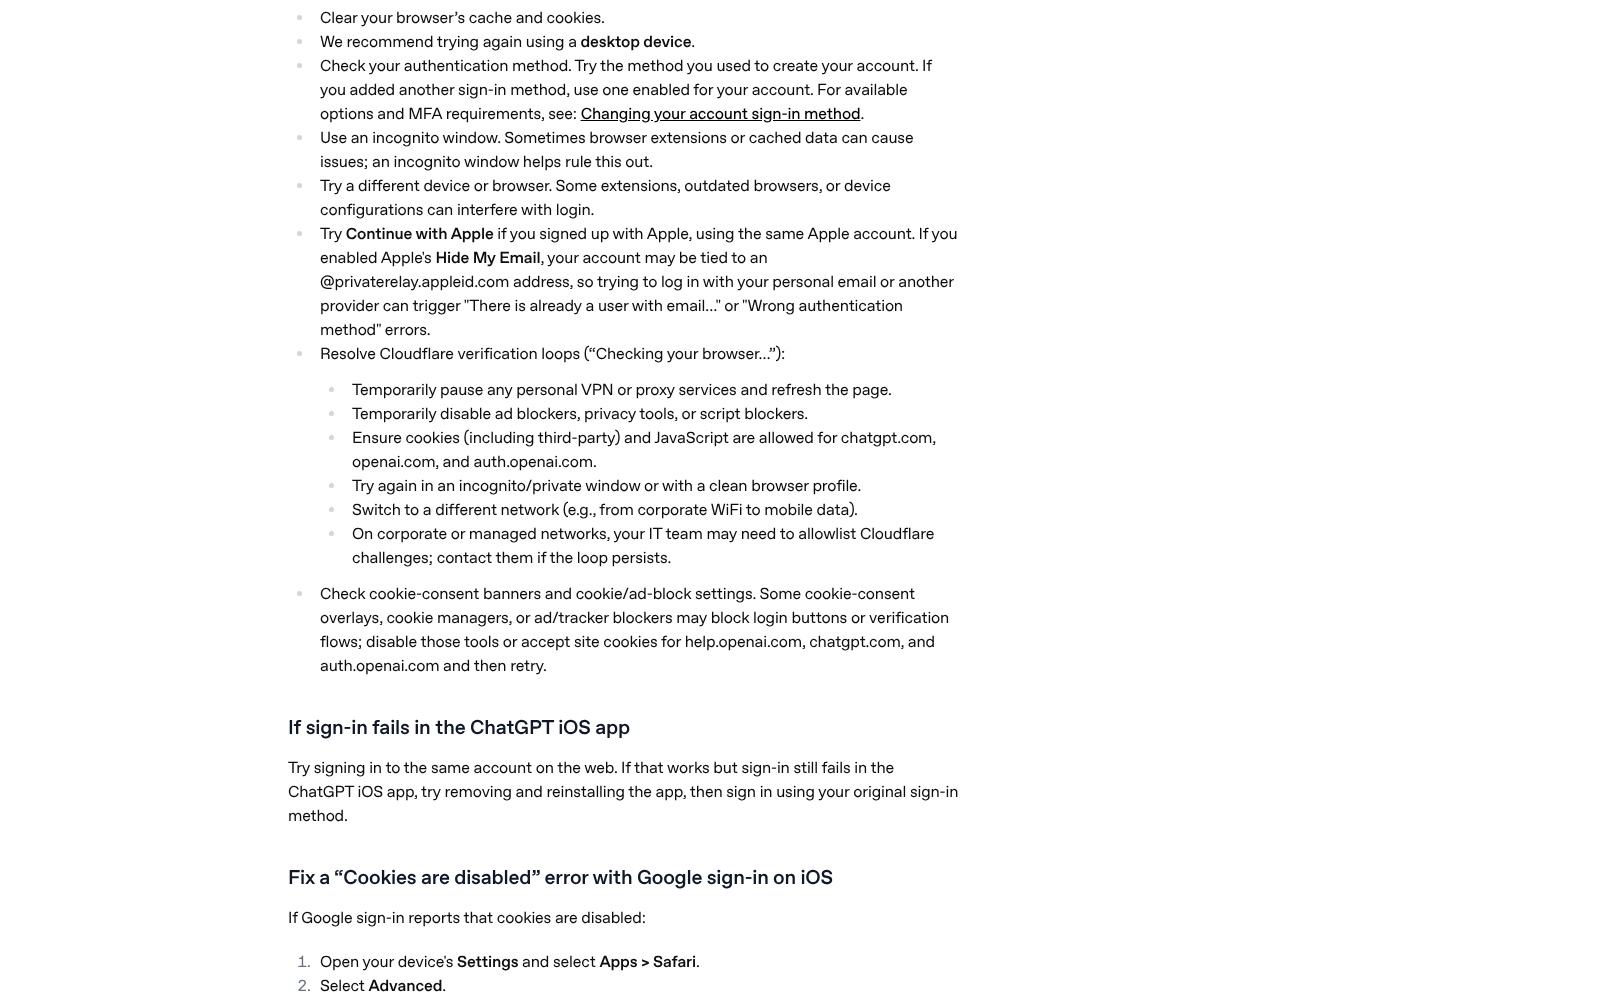 Clear your browser’s cache and cookies.
We recommend trying again using a desktop device.
Check your authentication method. Try the method you used to create your account. If
you added another sign-in method, use one enabled for your account. For available
options and MFA requirements, see: Changing your account sign-in method.
Use an incognito window. Sometimes browser extensions or cached data can cause
issues; an incognito window helps rule this out.
Try a different device or browser. Some extensions, outdated browsers, or device
configurations can interfere with login.
Try Continue with Apple if you signed up with Apple, using the same Apple account. If you
enabled Apple's Hide My Email, your account may be tied to an
@privaterelay.appleid.com address, so trying to log in with your personal email or another
provider can trigger "There is already a user with email..." or "Wrong authentication
method" errors.
Resolve Cloudflare verification loops (“Checking your browser...”):
Temporarily pause any personal VPN or proxy services and refresh the page.
Temporarily disable ad blockers, privacy tools, or script blockers.
Ensure cookies (including third-party) and JavaScript are allowed for chatgpt.com,
openai.com, and auth.openai.com.
Try again in an incognito/private window or with a clean browser profile.
Switch to a different network (e.g., from corporate WiFi to mobile data).
On corporate or managed networks, your IT team may need to allowlist Cloudflare
challenges; contact them if the loop persists.
Check cookie-consent banners and cookie/ad-block settings. Some cookie-consent
overlays, cookie managers, or ad/tracker blockers may block login buttons or verification
flows; disable those tools or accept site cookies for help.openai.com, chatgpt.com, and
auth.openai.com and then retry.
If sign-in fails in the ChatGPT iOS app
Try signing in to the same account on the web. If that works but sign-in still fails in the
ChatGPT iOS app, try removing and reinstalling the app, then sign in using your original sign-in
method.
Fix a “Cookies are disabled” error with Google sign-in on iOS
If Google sign-in reports that cookies are disabled:
1. Open your device's Settings and select Apps > Safari.
2. Select Advanced.